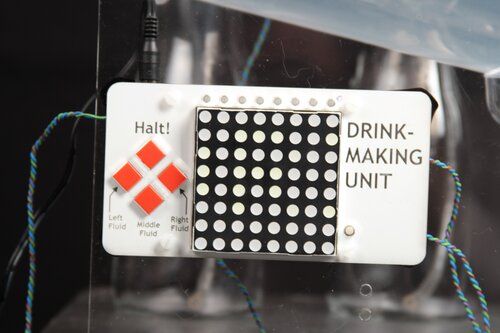 Halt!
DRINK-
MAKING
UNIT
Left
Fluid
Middle
Fluid
Right
Fluid